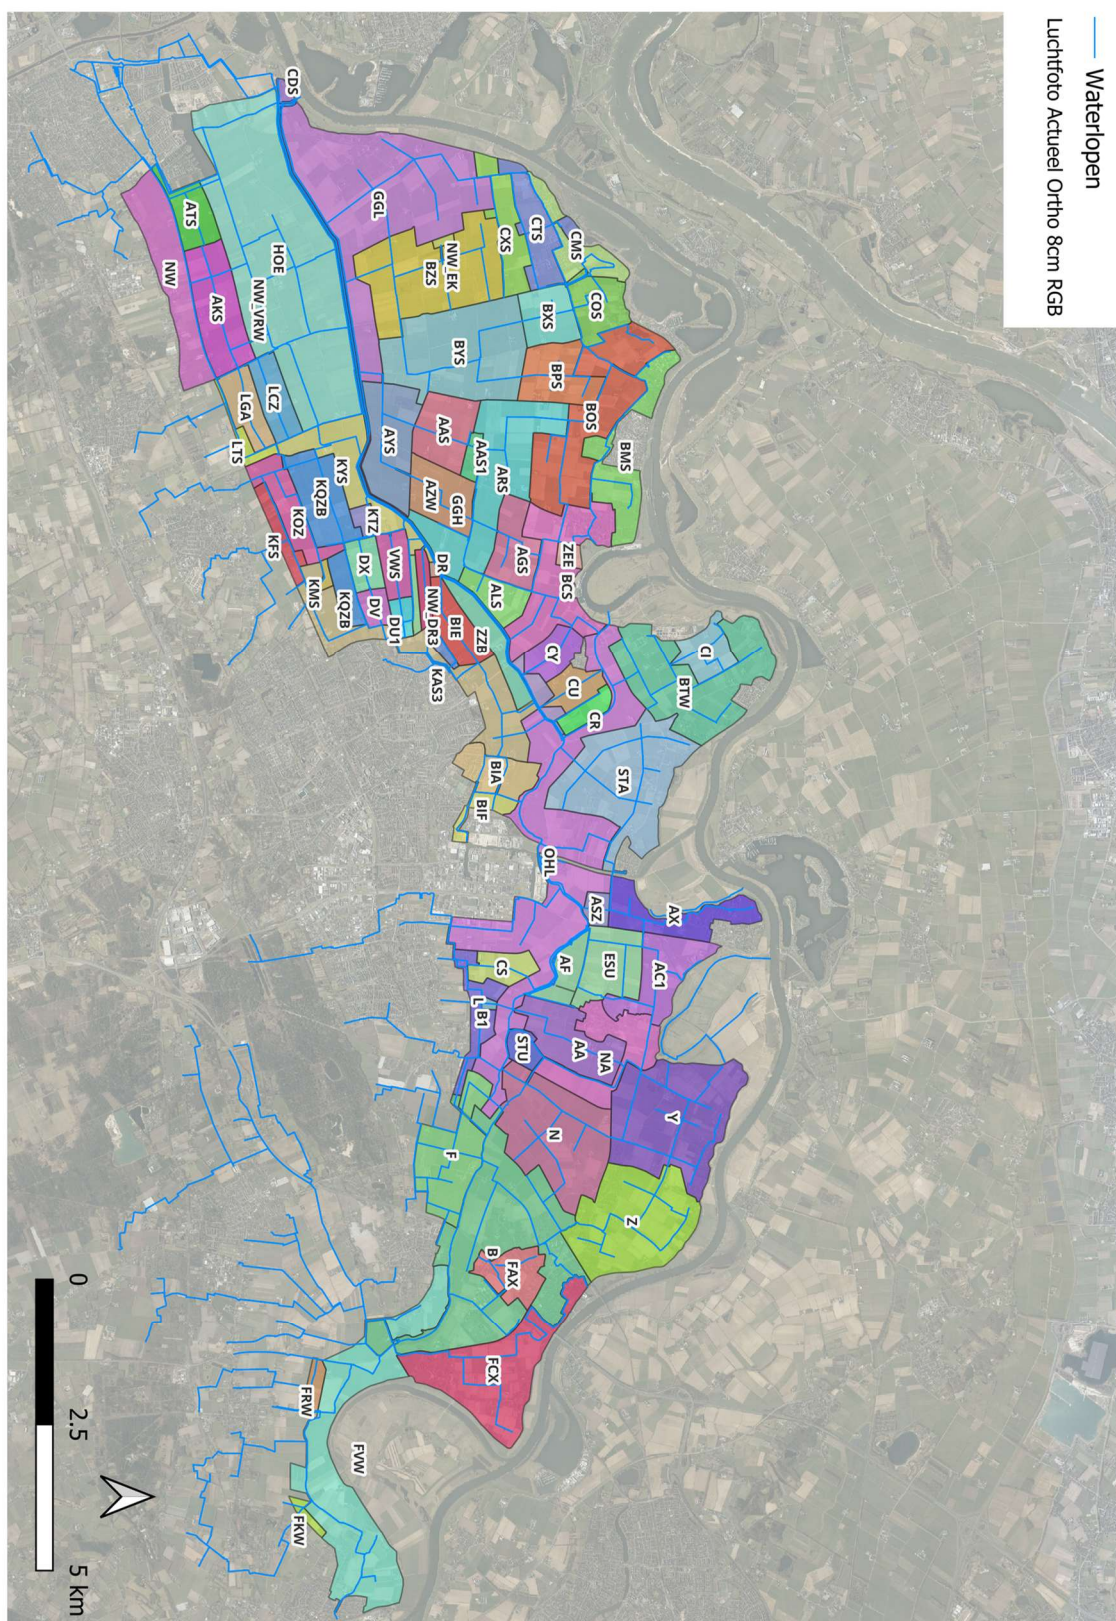 Waterlopen
Luchtfoto Actueel Ortho 8cm RGB
CDS
GGL
CXS
CTS
CMS
NW_EK
BZS
COS
BXS
ATS
HOE
NW
AKS
NW_VRW
BYS
BPS
BOS
BMS
LCZ
LGA
LTS
AYS
AAS
AAS1
ARS
AZW
GGH
KYS
KQZB
KOZ
KTZ
KFS
VWS
DX
DR
AGS
ZEE
BCS
ALS
KMS
KQZB
DV
DU1
NW_DR3
BIE
ZZB
KAS3
CY
CU
CR
CI
BTW
STA
BIA
BIF
OHL
ASZ
AX
AF
ESU
AC1
CS
L_B1
STU
AA
NA
N
Y
Z
F
B
FAX
FCX
FRW
FVW
FKW
0
2.5
5 km